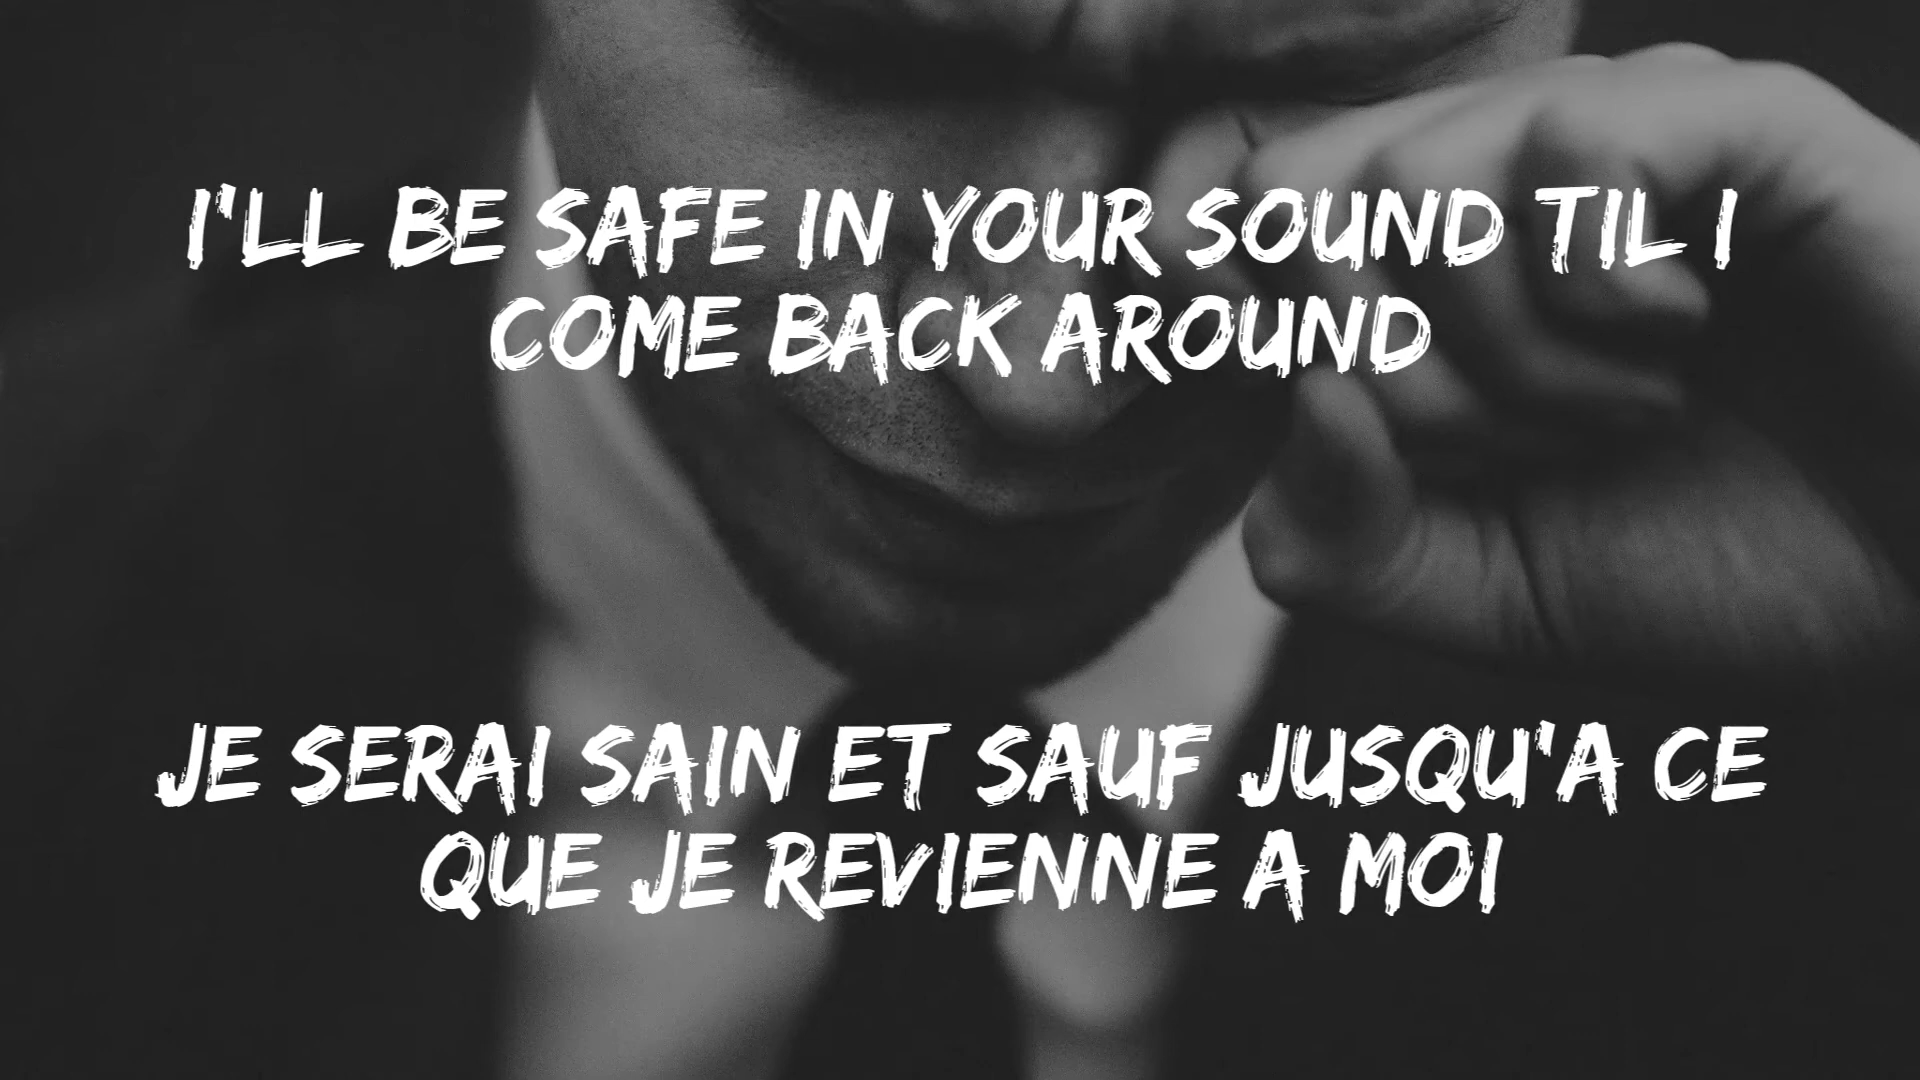 I'LL BE SAFE IN YOUR SOUND TIL I
COME BACK AROUND
JE SERAI SAIN ET SAUF JUSQU'A CE
QUE JE REVIENNE A MOI